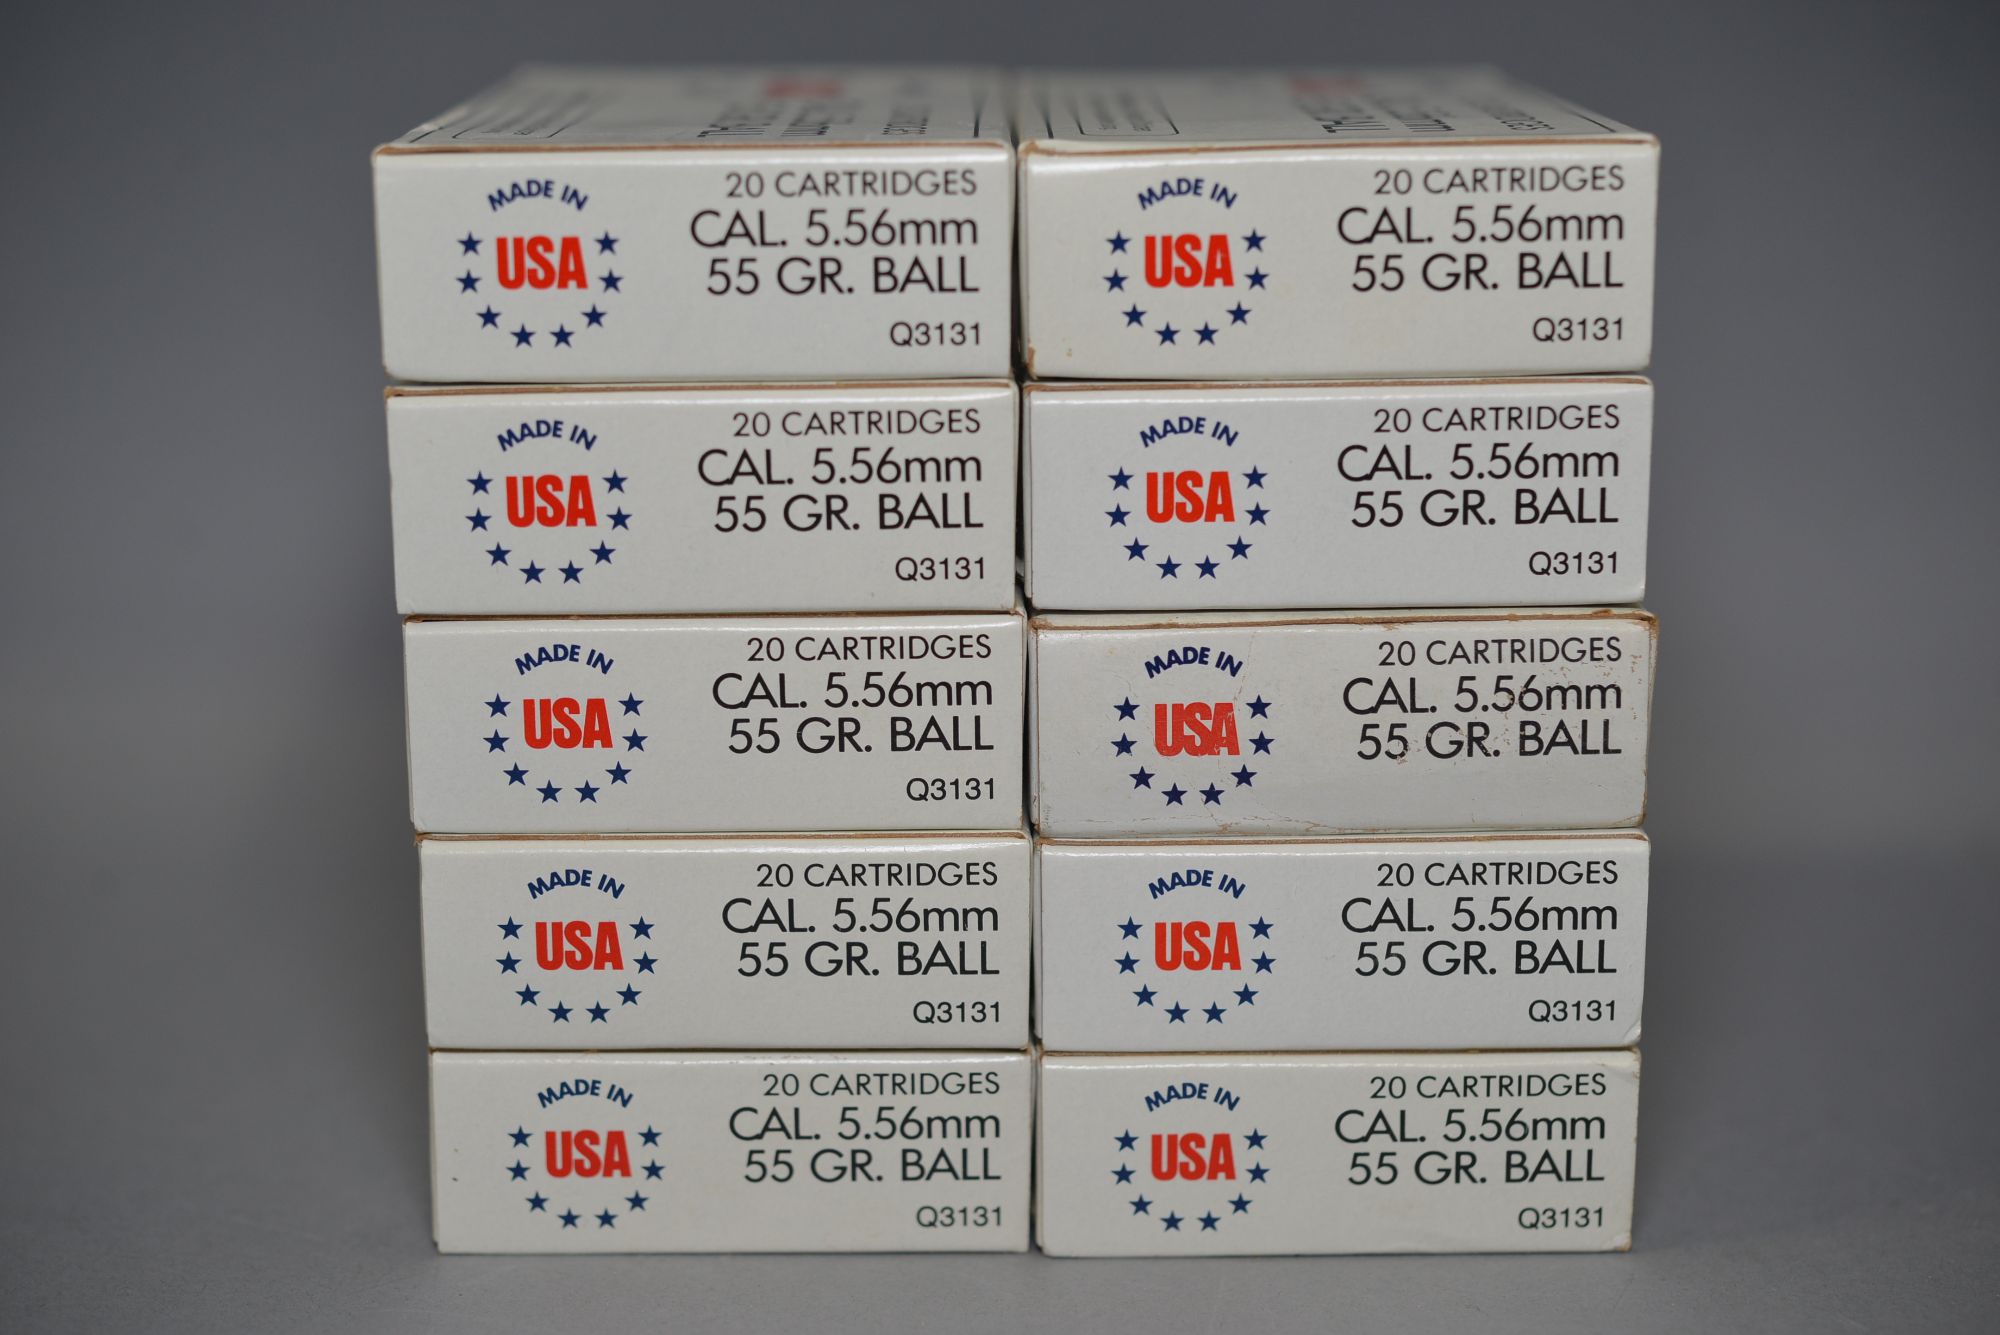 MADE IN
USA
20 CARTRIDGES
CAL. 5.56mm
55 GR. BALL
Q3131
MADE IN
USA
20 CARTRIDGES
CAL. 5.56mm
55 GR. BALL
Q3131
MADE IN
USA
20 CARTRIDGES
CAL. 5.56mm
55 GR. BALL
Q3131
MADE IN
USA
20 CARTRIDGES
CAL. 5.56mm
55 GR. BALL
Q3131
MADE IN
USA
20 CARTRIDGES
CAL. 5.56mm
55 GR. BALL
Q3131
MADE IN
USA
20 CARTRIDGES
CAL. 5.56mm
55 GR. BALL
MADE IN
USA
20 CARTRIDGES
CAL. 5.56mm
55 GR. BALL
Q3131
MADE IN
USA
20 CARTRIDGES
CAL. 5.56mm
55 GR. BALL
Q3131
MADE IN
USA
20 CARTRIDGES
CAL. 5.56mm
55 GR. BALL
Q3131
MADE IN
USA
20 CARTRIDGES
CAL. 5.56mm
55 GR. BALL
Q3131